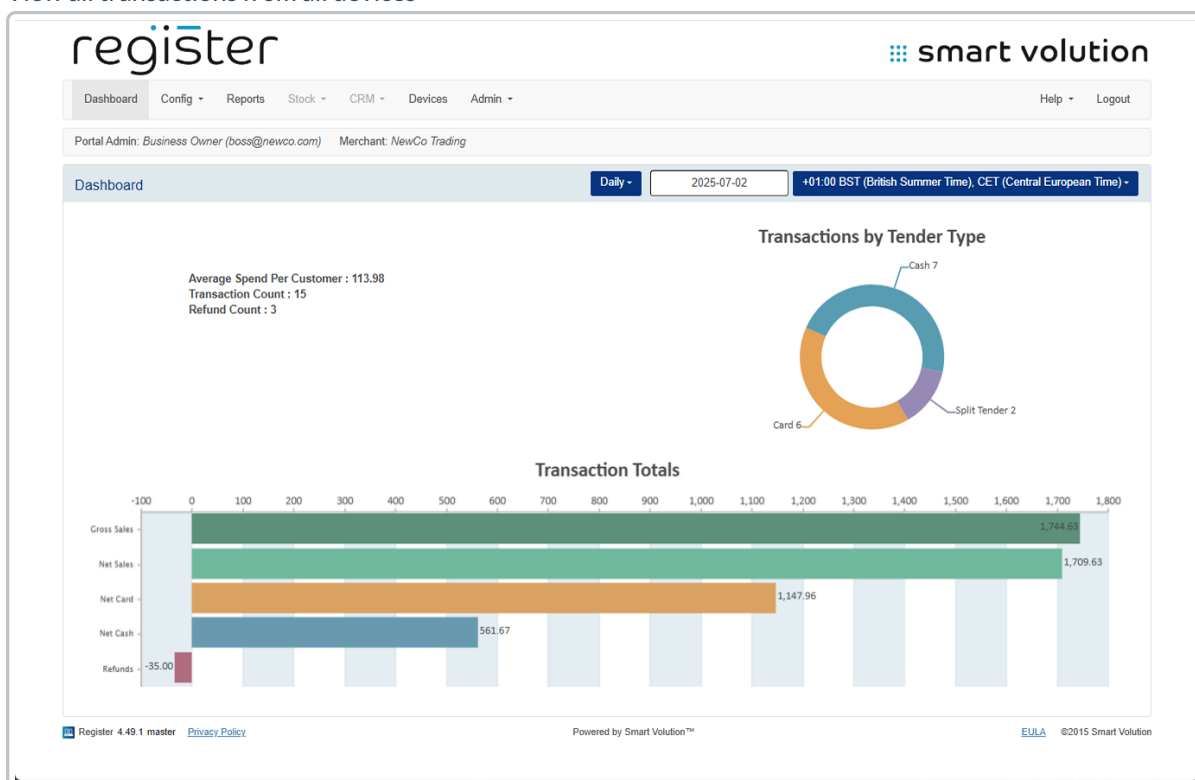 View all transactions from all devices
register
smart volution
Dashboard Config Reports Stock CRM Devices Admin Help Logout
Portal Admin: Business Owner (boss@newco.com) Merchant: NewCo Trading
Dashboard Daily 2025-07-02 +01:00 BST (British Summer Time), CET (Central European Time)
Transactions by Tender Type
Cash 7
Average Spend Per Customer : 113.98
Transaction Count : 15
Refund Count : 3
Split Tender 2
Card 6
Transaction Totals
-100 0 100 200 300 400 500 600 700 800 900 1,000 1,100 1,200 1,300 1,400 1,500 1,600 1,700 1,800
Gross Sales 1,744.63
Net Sales 1,709.63
Net Card 1,147.96
Net Cash 561.67
Refunds -35.00
Register 4.49.1 master Privacy Policy Powered by Smart Volution™ EULA ©2015 Smart Volution